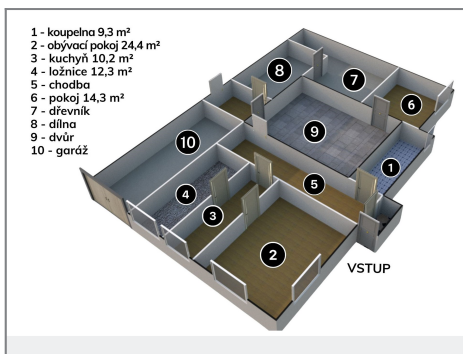 1 - koupelna 9,3 m²
2 - obývací pokoj 24,4 m²
3 - kuchyň 10,2 m²
4 - ložnice 12,3 m²
5 - chodba
6 - pokoj 14,3 m²
7 - dřevník
8 - dílna
9 - dvůr
10 - garáž
8
7
6
9
10
1
4
5
3
2
VSTUP